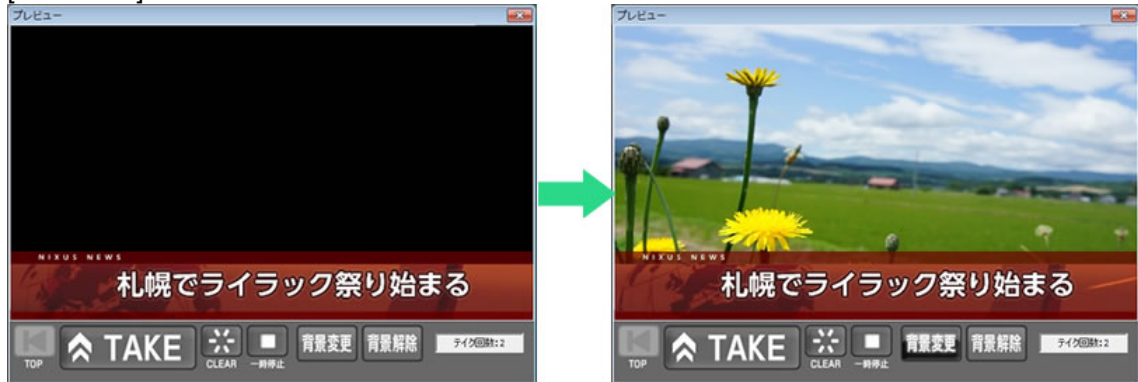 プレビュー
NIXUS NEWS
札幌でライラック祭り始まる
TOP
TAKE
CLEAR
一時停止
背景変更
背景解除
テイク回数:2
プレビュー
NIXUS NEWS
札幌でライラック祭り始まる
TOP
TAKE
CLEAR
一時停止
背景変更
背景解除
テイク回数:2